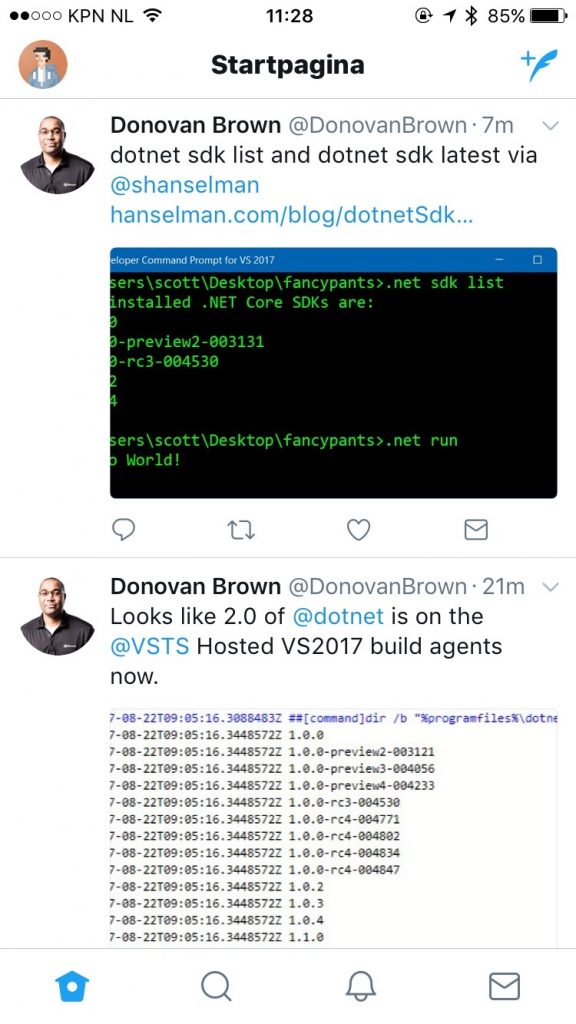 KPN NL 11:28 85%
Startpagina
Donovan Brown @DonovanBrown · 7m
dotnet sdk list and dotnet sdk latest via
@shanselman
hanselman.com/blog/dotnetSdk...
eloper Command Prompt for VS 2017
sers\scott\Desktop\fancypants>.net sdk list
installed .NET Core SDKs are:
0
0-preview2-003131
0-rc3-004530
2
4
sers\scott\Desktop\fancypants>.net run
o World!
Donovan Brown @DonovanBrown · 21m
Looks like 2.0 of @dotnet is on the
@VSTS Hosted VS2017 build agents
now.
7-08-22T09:05:16.3088483Z ##[command]dir /b "%programfiles%\dotne
7-08-22T09:05:16.3448572Z 1.0.0
7-08-22T09:05:16.3448572Z 1.0.0-preview2-003121
7-08-22T09:05:16.3448572Z 1.0.0-preview3-004056
7-08-22T09:05:16.3448572Z 1.0.0-preview4-004233
7-08-22T09:05:16.3448572Z 1.0.0-rc3-004530
7-08-22T09:05:16.3448572Z 1.0.0-rc4-004771
7-08-22T09:05:16.3448572Z 1.0.0-rc4-004802
7-08-22T09:05:16.3448572Z 1.0.0-rc4-004834
7-08-22T09:05:16.3448572Z 1.0.0-rc4-004847
7-08-22T09:05:16.3448572Z 1.0.2
7-08-22T09:05:16.3448572Z 1.0.3
7-08-22T09:05:16.3448572Z 1.0.4
7-08-22T09:05:16.3448572Z 1.1.0